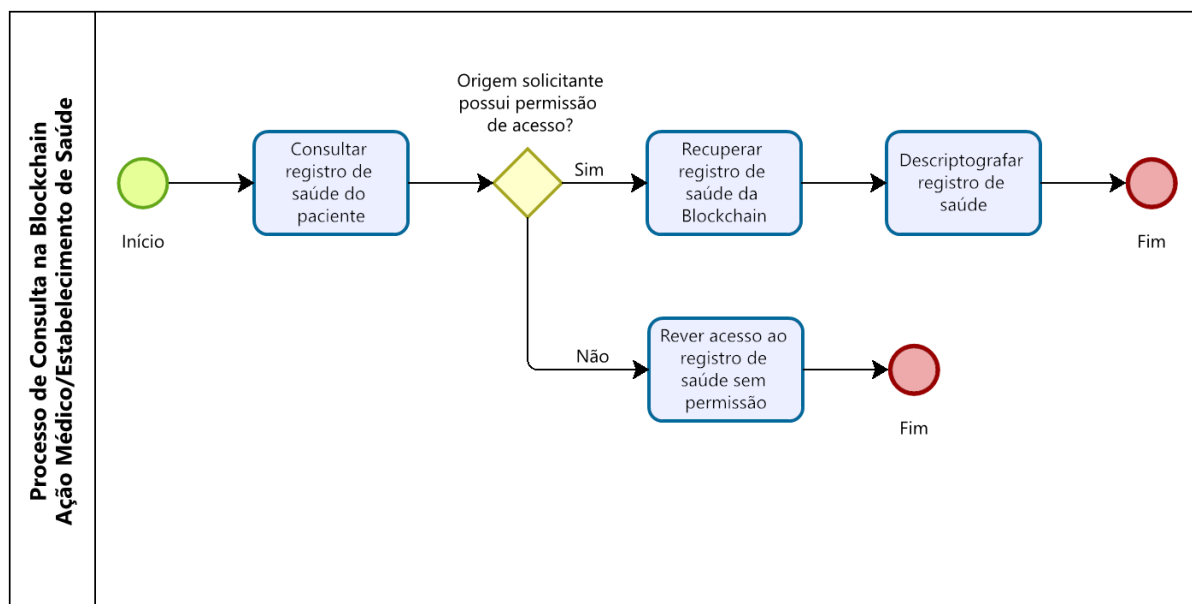 Processo de Consulta na Blockchain
Ação Médico/Estabelecimento de Saúde
Início
Consultar
registro de
saúde do
paciente
Origem solicitante
possui permissão
de acesso?
Sim
Recuperar
registro de
saúde da
Blockchain
Descriptografar
registro de
saúde
Fim
Não
Rever acesso ao
registro de
saúde sem
permissão
Fim